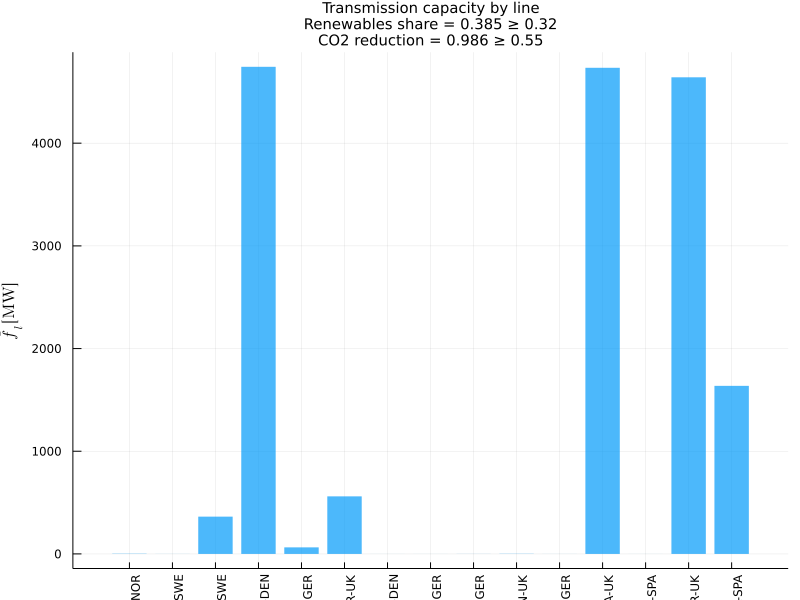 Transmission capacity by line
Renewables share = 0.385 ≥ 0.32
CO2 reduction = 0.986 ≥ 0.55
4000
3000
2000
1000
0
[MW]
NOR
SWE
SWE
DEN
GER
R-UK
DEN
GER
GER
N-UK
GER
A-UK
-SPA
R-UK
-SPA